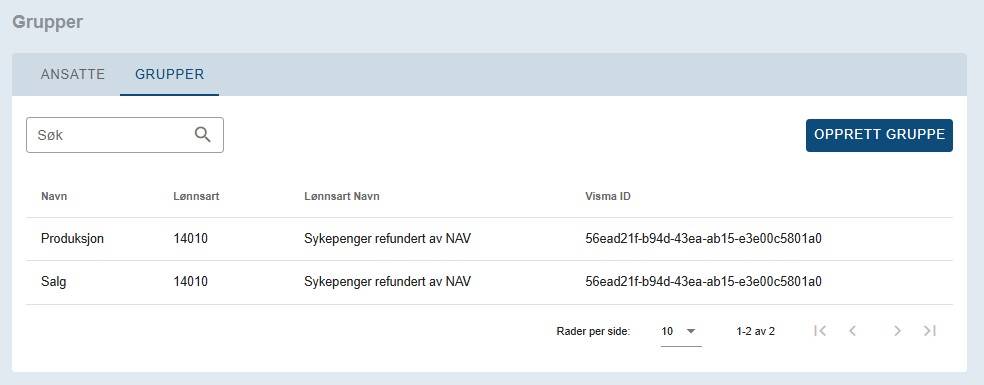 Grupper
ANSATTE GRUPPER
Søk
OPPRETT GRUPPE
Navn Lønnsart Lønnsart Navn Visma ID
Produksjon 14010 Sykepenger refundert av NAV 56ead21f-b94d-43ea-ab15-e3e00c5801a0
Salg 14010 Sykepenger refundert av NAV 56ead21f-b94d-43ea-ab15-e3e00c5801a0
Rader per side: 10 1-2 av 2